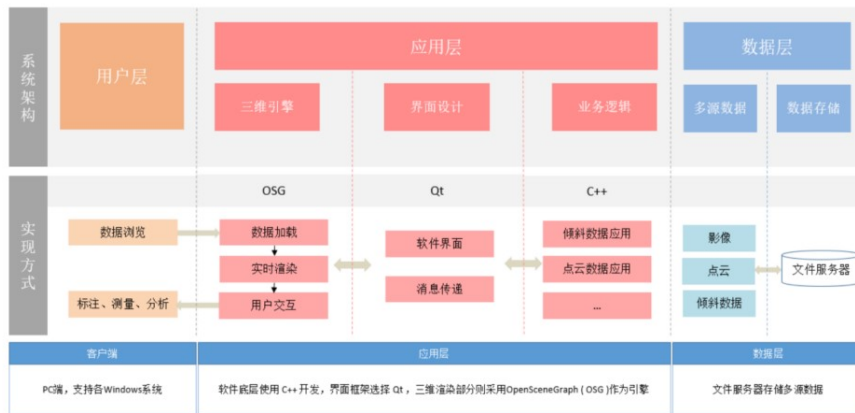 系统架构
用户层
应用层
数据层
三维引擎
界面设计
业务逻辑
多源数据
数据存储
实现方式
OSG
Qt
C++
数据浏览
数据加载
软件界面
倾斜数据应用
影像
实时渲染
点云数据应用
点云
文件服务器
消息传递
标注、测量、分析
用户交互
...
倾斜数据
客户端
应用层
数据层
PC端，支持各Windows系统
软件底层使用 C++ 开发，界面框架选择 Qt ，三维渲染部分则采用OpenSceneGraph ( OSG )作为引擎
文件服务器存储多源数据